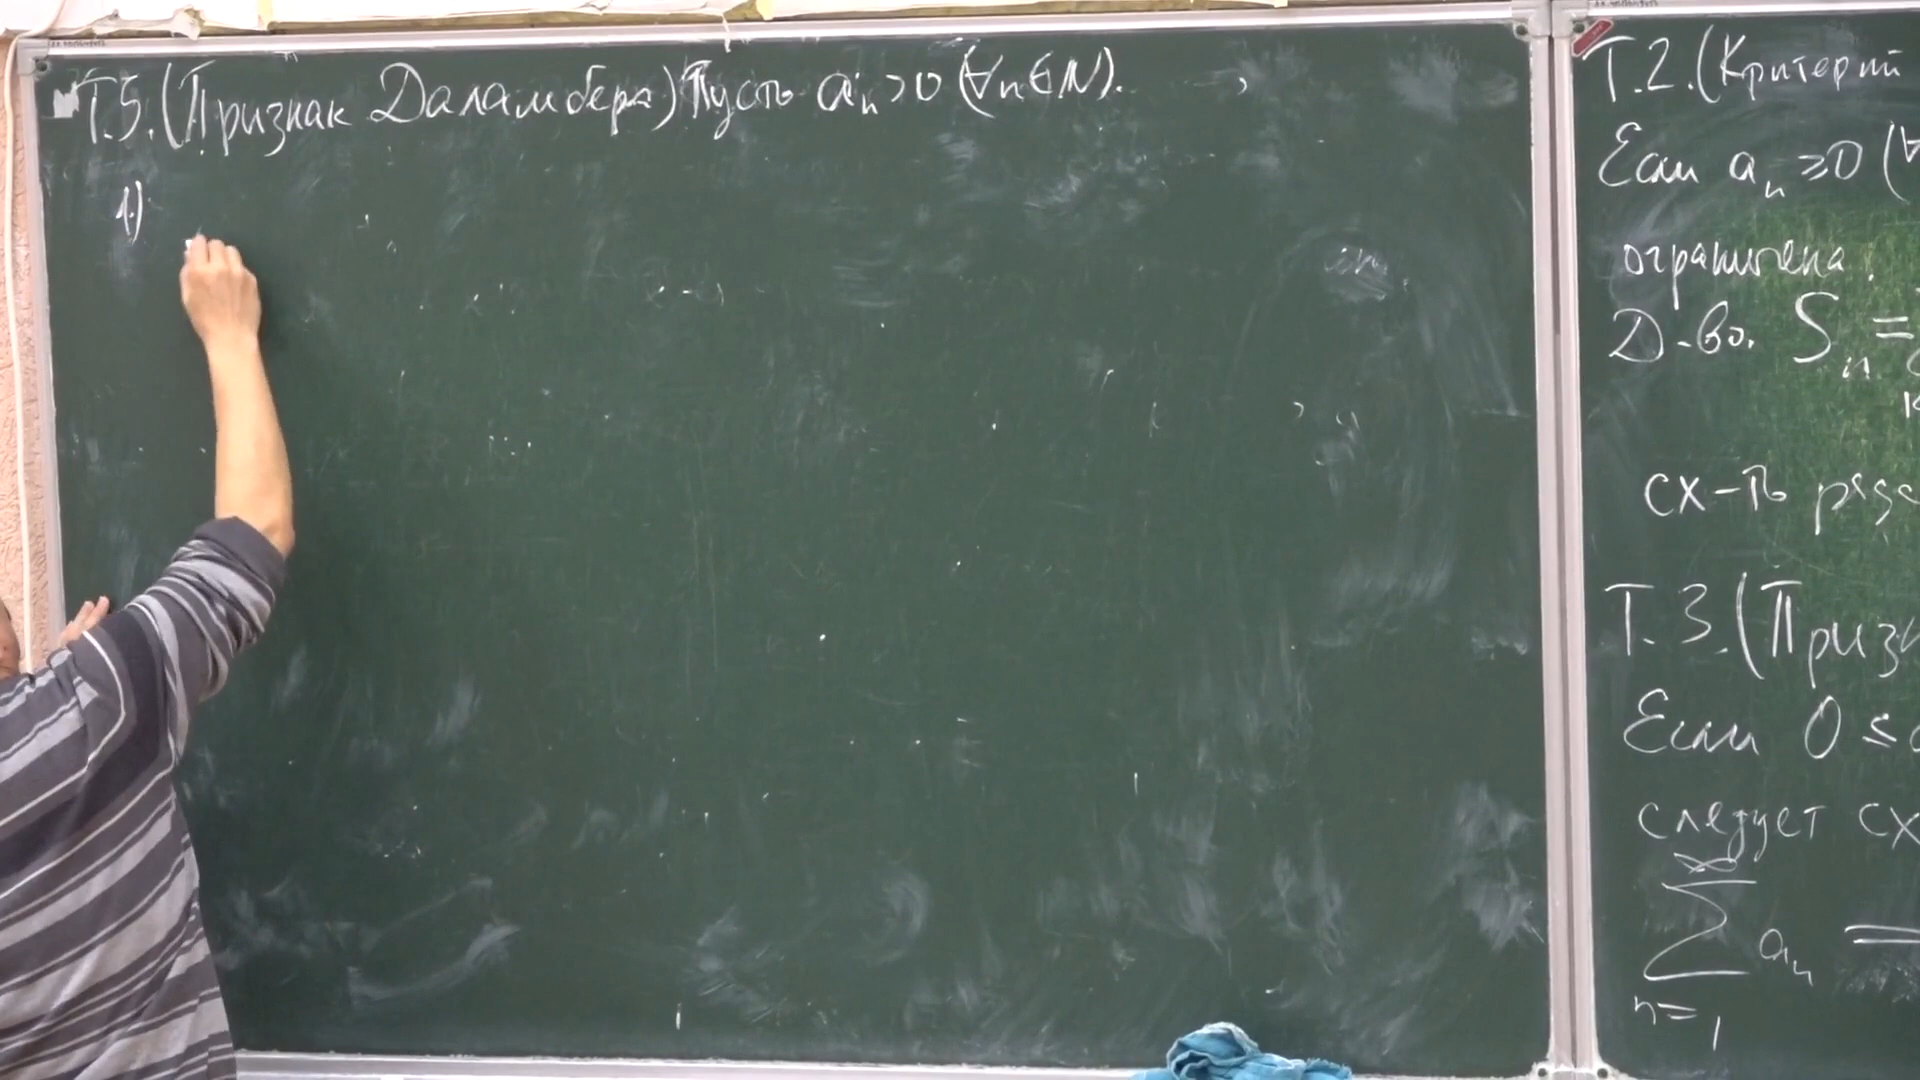 Т.5. (Признак Даламбера) Пусть aₙ>0 (∀n∈N).
1)
Т.2. (Критерий
Если aₙ ≥0 (∀
ограничена.
Д-во. Sₙ =
сх-ть ряда
Т.3. (Призн
Если 0 ≤
следует сх
∞
∑ aₙ =
n=1